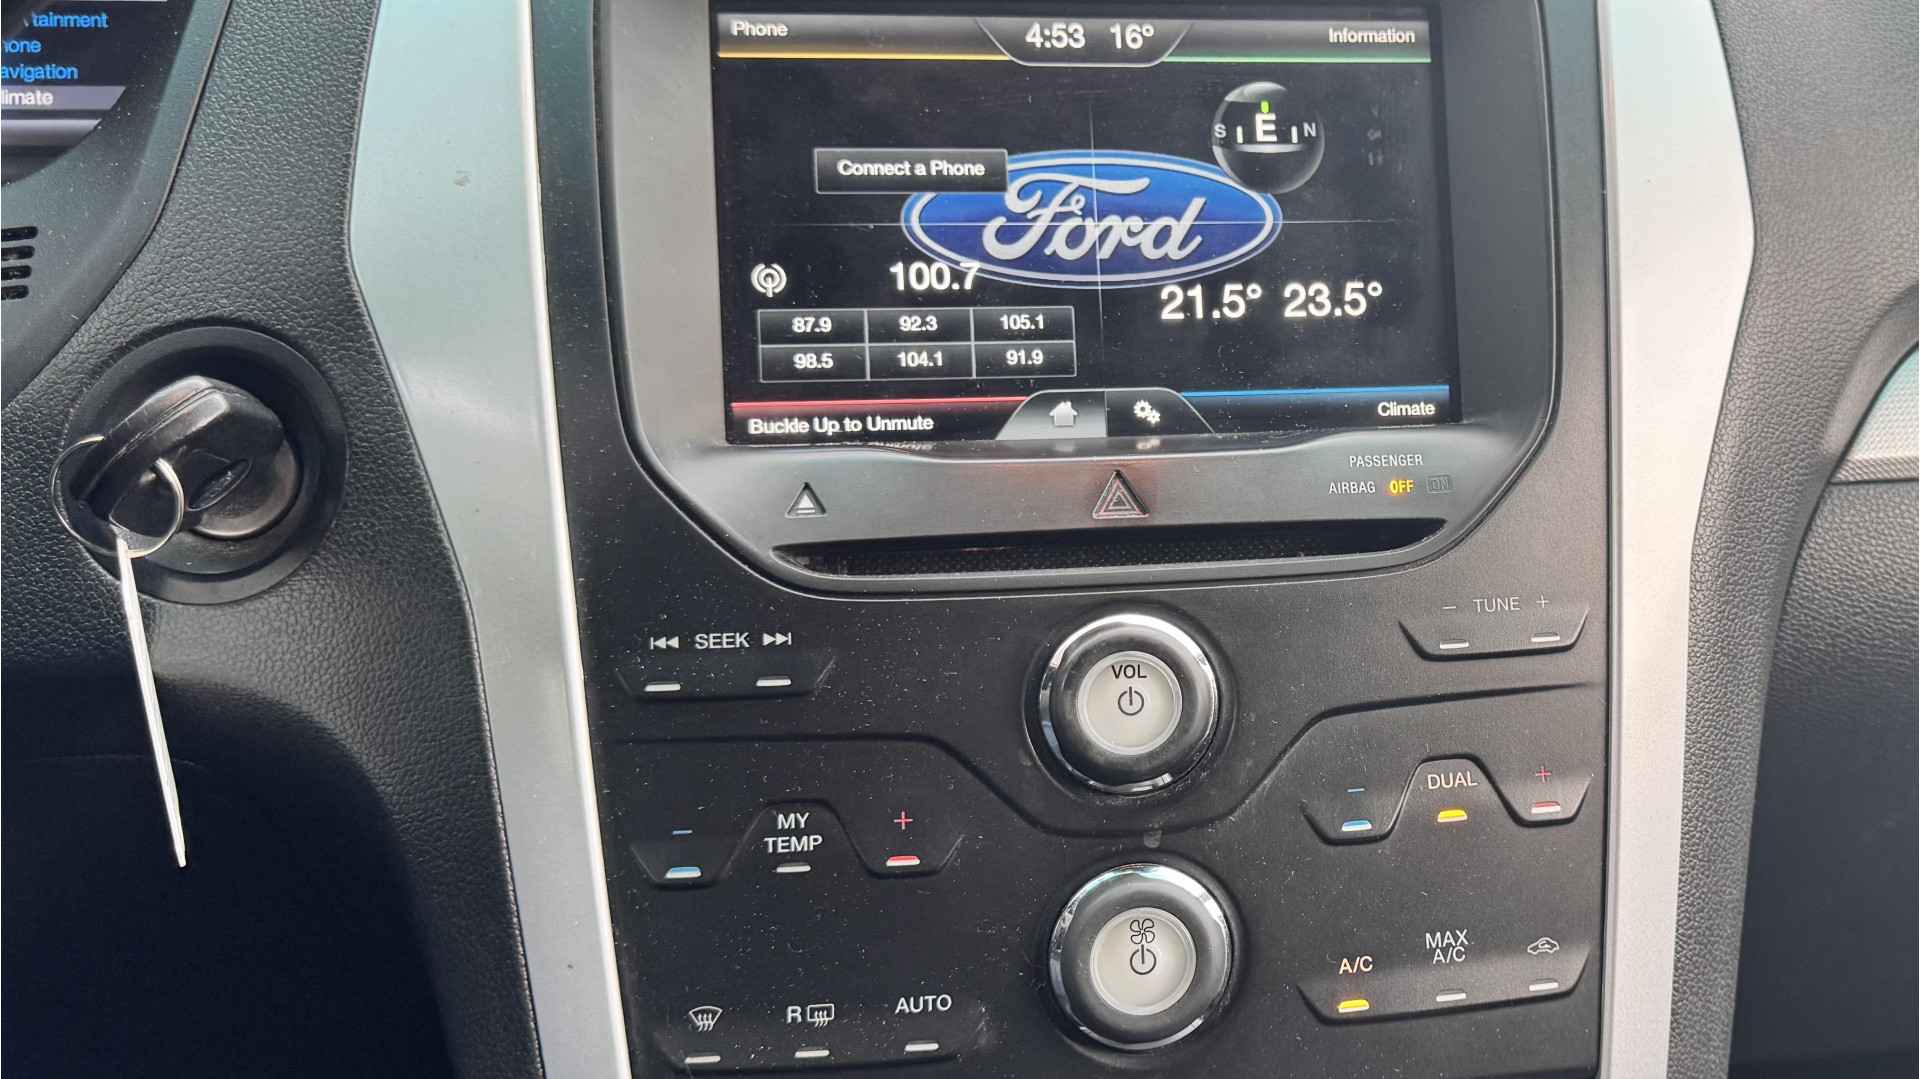 tainment
avigation
Phone
4:53 16°
Information
S E N
Connect a Phone
Ford
100.7
21.5° 23.5°
87.9 92.3 105.1
98.5 104.1 91.9
Buckle Up to Unmute
Climate
PASSENGER
AIRBAG OFF ON
SEEK
− TUNE +
VOL
− MY TEMP +
− DUAL +
R
AUTO
A/C
MAX A/C